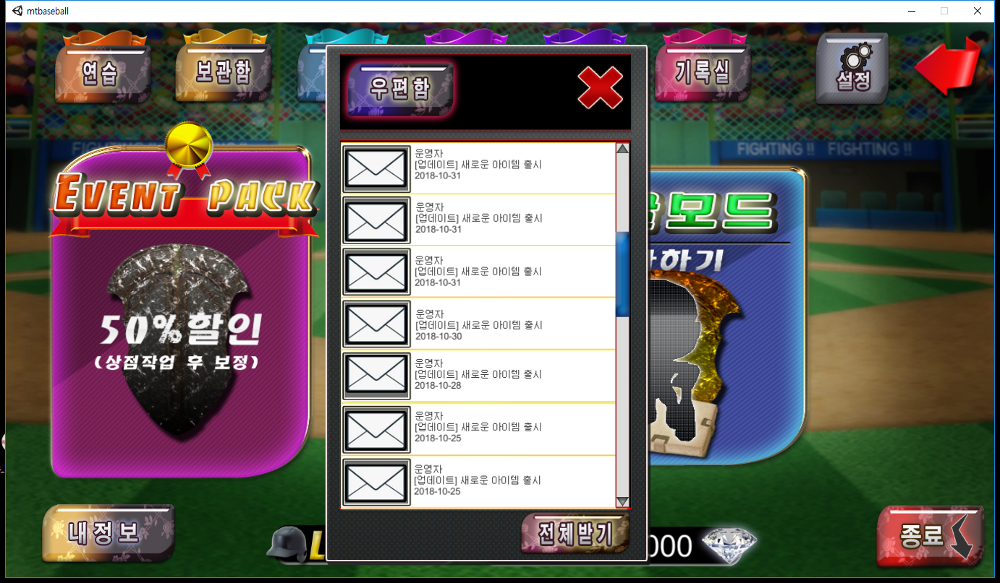 mtbaseball
연습
보관함
기록실
설정
우편함
FIGHTING !! FIGHTING !!
EVENT PACK
50%할인
(상점작업 후 보정)
모드
하기
운영자
[업데이트] 새로운 아이템 출시
2018-10-31
운영자
[업데이트] 새로운 아이템 출시
2018-10-31
운영자
[업데이트] 새로운 아이템 출시
2018-10-31
운영자
[업데이트] 새로운 아이템 출시
2018-10-30
운영자
[업데이트] 새로운 아이템 출시
2018-10-28
운영자
[업데이트] 새로운 아이템 출시
2018-10-25
운영자
[업데이트] 새로운 아이템 출시
2018-10-25
전체받기
내정보
L
000
종료